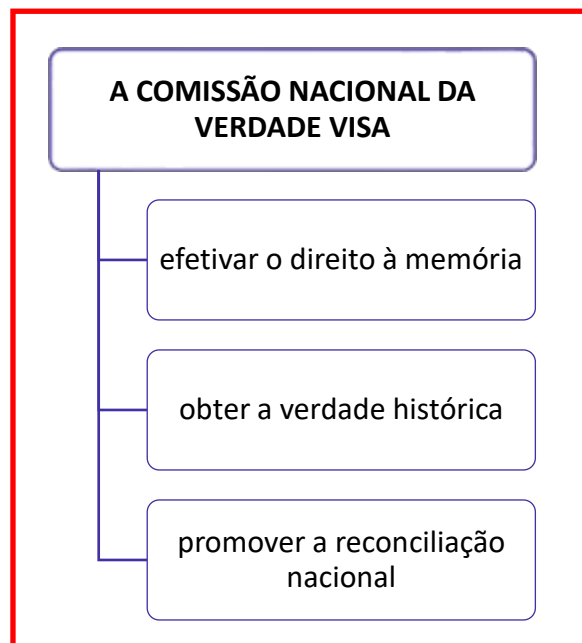 A COMISSÃO NACIONAL DA
VERDADE VISA
efetivar o direito à memória
obter a verdade histórica
promover a reconciliação
nacional